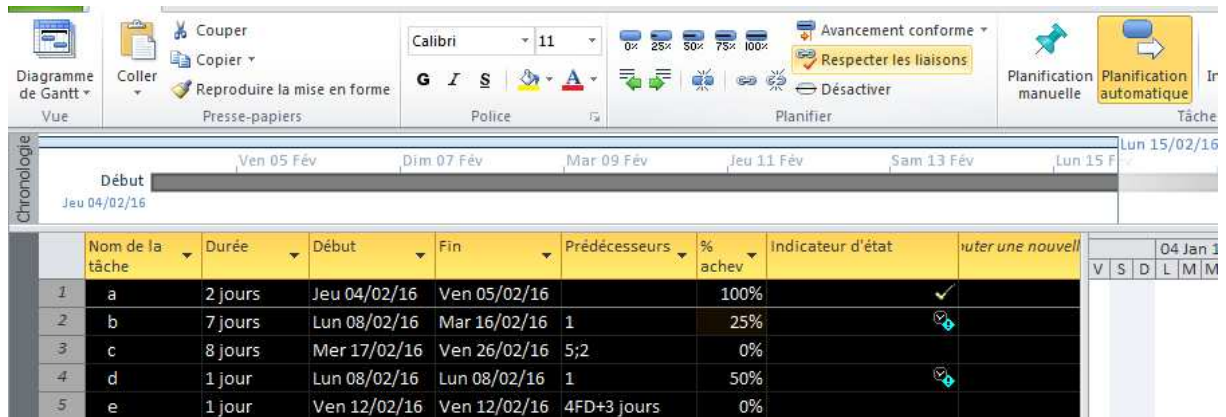 Couper
Copier
Reproduire la mise en forme
Coller
Diagramme
de Gantt
Vue
Presse-papiers
Calibri 11
G I S A
Police
0% 25% 50% 75% 100%
Avancement conforme
Respecter les liaisons
Désactiver
Planifier
Planification
manuelle
Planification
automatique
In
Tâche
Chronologie
Lun 15/02/16
Ven 05 Fév Dim 07 Fév Mar 09 Fév Jeu 11 Fév Sam 13 Fév Lun 15 F
Début
Jeu 04/02/16
Nom de la tâche Durée Début Fin Prédécesseurs % achev Indicateur d'état uter une nouvell 04 Jan 1
V S D L M M
1 a 2 jours Jeu 04/02/16 Ven 05/02/16 100%
2 b 7 jours Lun 08/02/16 Mar 16/02/16 1 25%
3 c 8 jours Mer 17/02/16 Ven 26/02/16 5;2 0%
4 d 1 jour Lun 08/02/16 Lun 08/02/16 1 50%
5 e 1 jour Ven 12/02/16 Ven 12/02/16 4FD+3 jours 0%